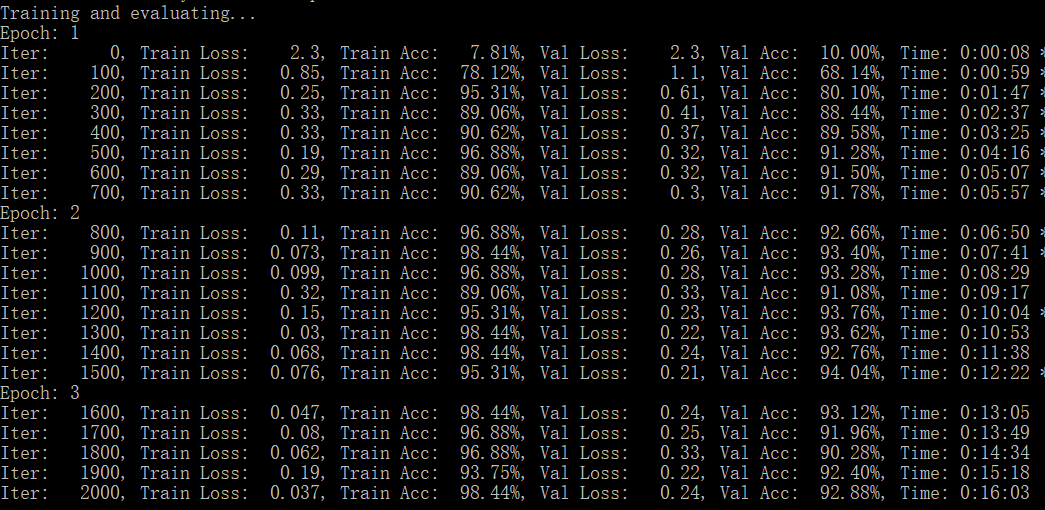 Training and evaluating...
Epoch: 1
Iter:      0, Train Loss:    2.3, Train Acc:   7.81%, Val Loss:    2.3, Val Acc:  10.00%, Time: 0:00:08 *
Iter:    100, Train Loss:   0.85, Train Acc:  78.12%, Val Loss:    1.1, Val Acc:  68.14%, Time: 0:00:59 *
Iter:    200, Train Loss:   0.25, Train Acc:  95.31%, Val Loss:   0.61, Val Acc:  80.10%, Time: 0:01:47 *
Iter:    300, Train Loss:   0.33, Train Acc:  89.06%, Val Loss:   0.41, Val Acc:  88.44%, Time: 0:02:37 *
Iter:    400, Train Loss:   0.33, Train Acc:  90.62%, Val Loss:   0.37, Val Acc:  89.58%, Time: 0:03:25 *
Iter:    500, Train Loss:   0.19, Train Acc:  96.88%, Val Loss:   0.32, Val Acc:  91.28%, Time: 0:04:16 *
Iter:    600, Train Loss:   0.29, Train Acc:  89.06%, Val Loss:   0.32, Val Acc:  91.50%, Time: 0:05:07 *
Iter:    700, Train Loss:   0.33, Train Acc:  90.62%, Val Loss:    0.3, Val Acc:  91.78%, Time: 0:05:57 *
Epoch: 2
Iter:    800, Train Loss:   0.11, Train Acc:  96.88%, Val Loss:   0.28, Val Acc:  92.66%, Time: 0:06:50 *
Iter:    900, Train Loss:  0.073, Train Acc:  98.44%, Val Loss:   0.26, Val Acc:  93.40%, Time: 0:07:41 *
Iter:   1000, Train Loss:  0.099, Train Acc:  96.88%, Val Loss:   0.28, Val Acc:  93.28%, Time: 0:08:29
Iter:   1100, Train Loss:   0.32, Train Acc:  89.06%, Val Loss:   0.33, Val Acc:  91.08%, Time: 0:09:17
Iter:   1200, Train Loss:   0.15, Train Acc:  95.31%, Val Loss:   0.23, Val Acc:  93.76%, Time: 0:10:04 *
Iter:   1300, Train Loss:   0.03, Train Acc:  98.44%, Val Loss:   0.22, Val Acc:  93.62%, Time: 0:10:53
Iter:   1400, Train Loss:  0.068, Train Acc:  98.44%, Val Loss:   0.24, Val Acc:  92.76%, Time: 0:11:38
Iter:   1500, Train Loss:  0.076, Train Acc:  95.31%, Val Loss:   0.21, Val Acc:  94.04%, Time: 0:12:22 *
Epoch: 3
Iter:   1600, Train Loss:  0.047, Train Acc:  98.44%, Val Loss:   0.24, Val Acc:  93.12%, Time: 0:13:05
Iter:   1700, Train Loss:   0.08, Train Acc:  96.88%, Val Loss:   0.25, Val Acc:  91.96%, Time: 0:13:49
Iter:   1800, Train Loss:  0.062, Train Acc:  96.88%, Val Loss:   0.33, Val Acc:  90.28%, Time: 0:14:34
Iter:   1900, Train Loss:   0.19, Train Acc:  93.75%, Val Loss:   0.22, Val Acc:  92.40%, Time: 0:15:18
Iter:   2000, Train Loss:  0.037, Train Acc:  98.44%, Val Loss:   0.24, Val Acc:  92.88%, Time: 0:16:03